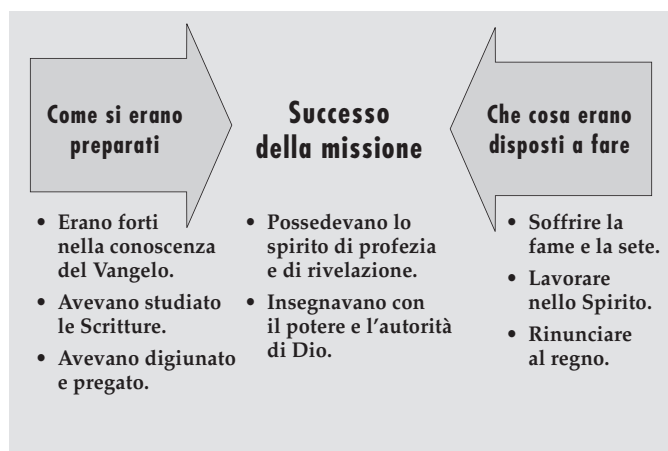 Come si erano
preparati
Successo
della missione
Che cosa erano
disposti a fare
• Erano forti
nella conoscenza
del Vangelo.
• Avevano studiato
le Scritture.
• Avevano digiunato
e pregato.
• Possedevano lo
spirito di profezia
e di rivelazione.
• Insegnavano con
il potere e l’autorità
di Dio.
• Soffrire la
fame e la sete.
• Lavorare
nello Spirito.
• Rinunciare
al regno.